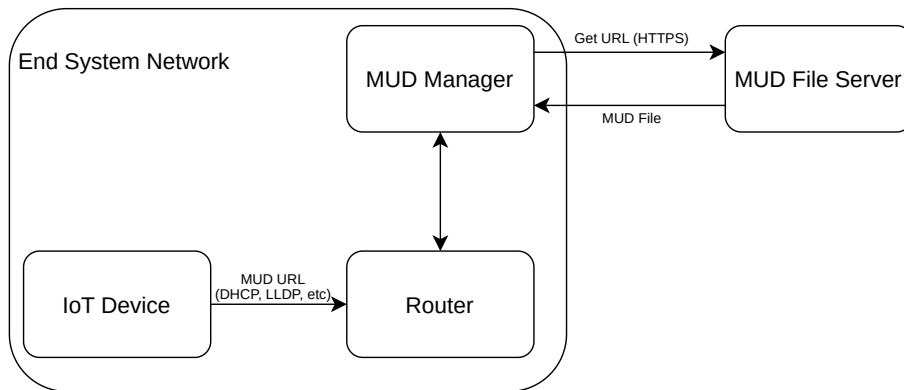 Get URL (HTTPS)
End System Network
MUD Manager
MUD File Server
MUD File
MUD URL
(DHCP, LLDP, etc)
IoT Device
Router